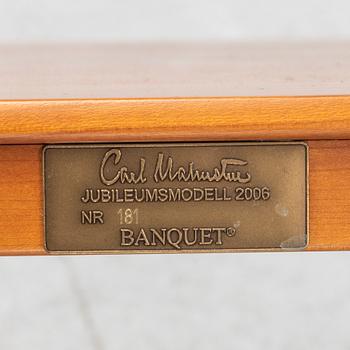 Carl Malmsten
JUBILEUMSMODELL 2006
NR 181
BANQUET®